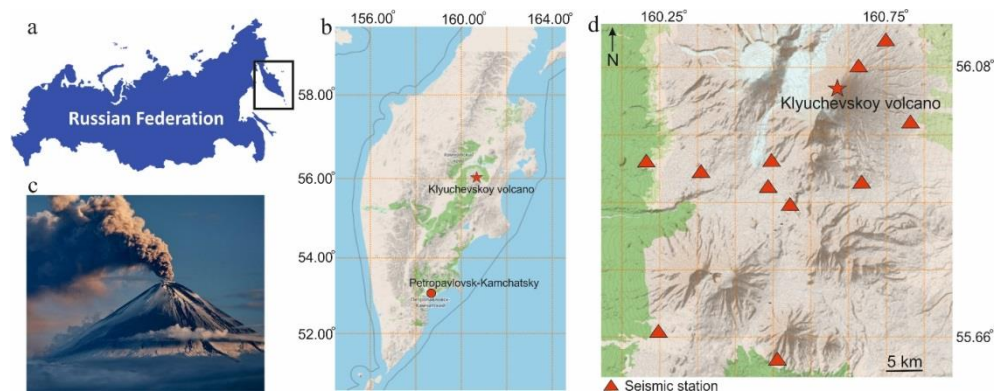 a
Russian Federation
c
b
156.00°
160.00°
164.00°
58.00°
56.00°
54.00°
52.00°
Klyuchevskoy volcano
Petropavlovsk-Kamchatsky
d
160.25°
160.75°
N
56.08°
Klyuchevskoy volcano
55.66°
5 km
Seismic station